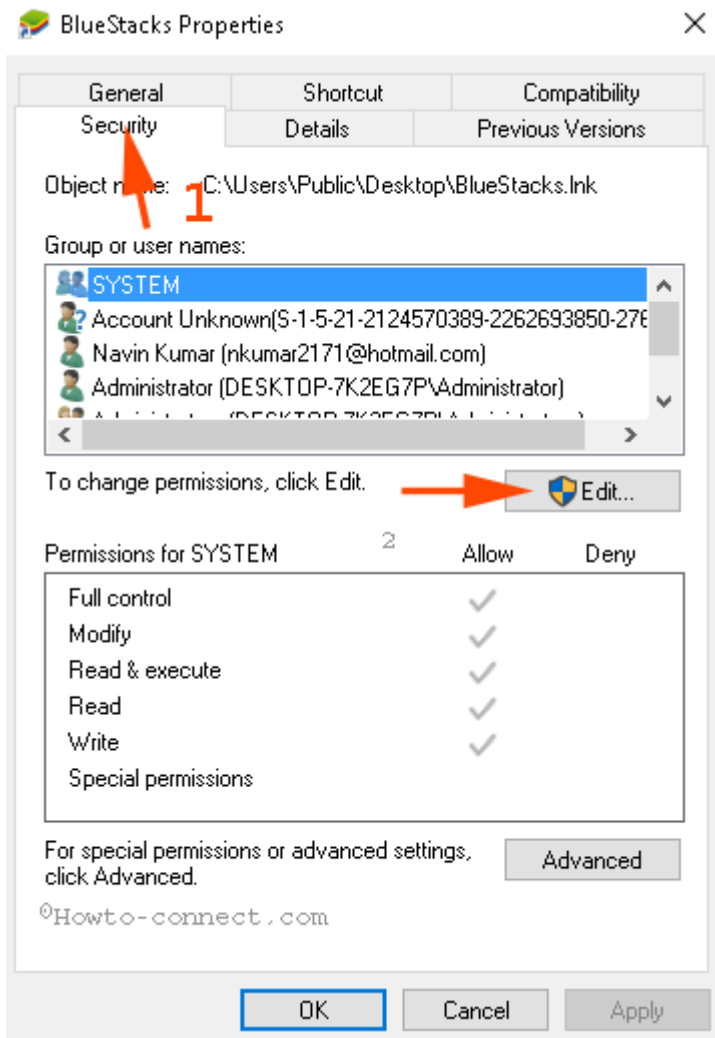 BlueStacks Properties
General Shortcut Compatibility
Security Details Previous Versions
Object name: C:\Users\Public\Desktop\BlueStacks.lnk
1
Group or user names:
SYSTEM
Account Unknown(S-1-5-21-2124570389-2262693850-276
Navin Kumar (nkumar2171@hotmail.com)
Administrator (DESKTOP-7K2EG7P\Administrator)
To change permissions, click Edit. Edit...
2
Permissions for SYSTEM Allow Deny
Full control
Modify
Read & execute
Read
Write
Special permissions
For special permissions or advanced settings,
click Advanced.
Advanced
©Howto-connect.com
OK Cancel Apply